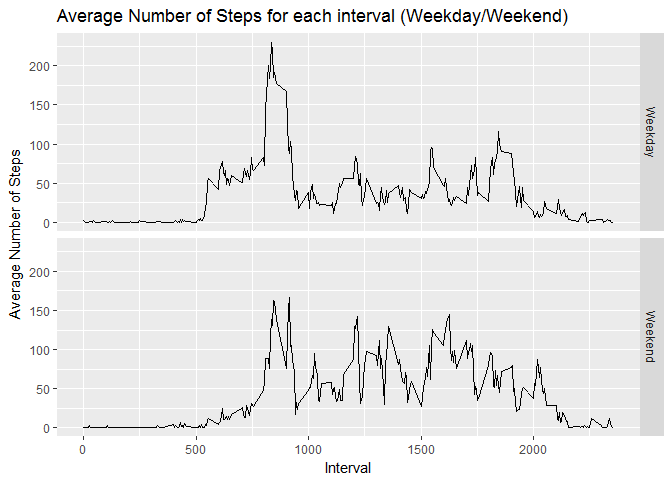 Average Number of Steps for each interval (Weekday/Weekend)
Average Number of Steps
200
150
100
50
0
Weekday
200
150
100
50
0
Weekend
0 500 1000 1500 2000
Interval